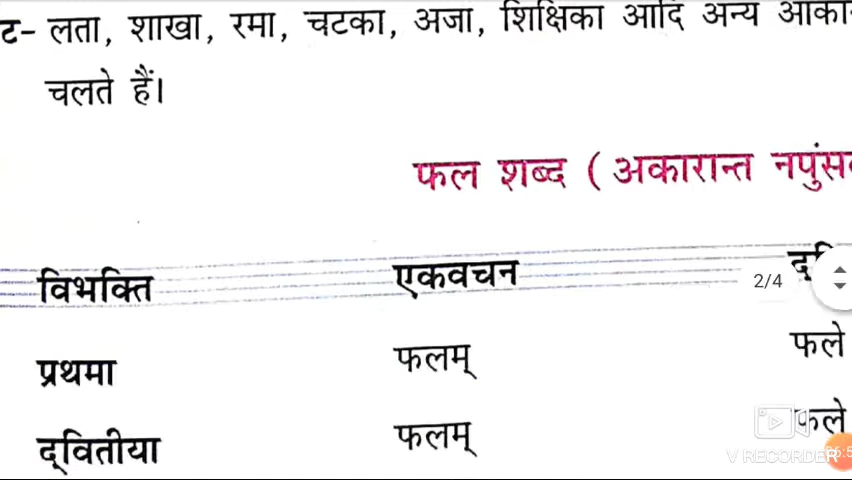 ट- लता, शाखा, रमा, चटका, अजा, शिक्षिका आदि अन्य
चलते हैं।
फल शब्द ( अकारान्त
विभक्ति एकवचन
2/4
प्रथमा फलम् फले
द्वितीया फलम् फले
V RECORDER